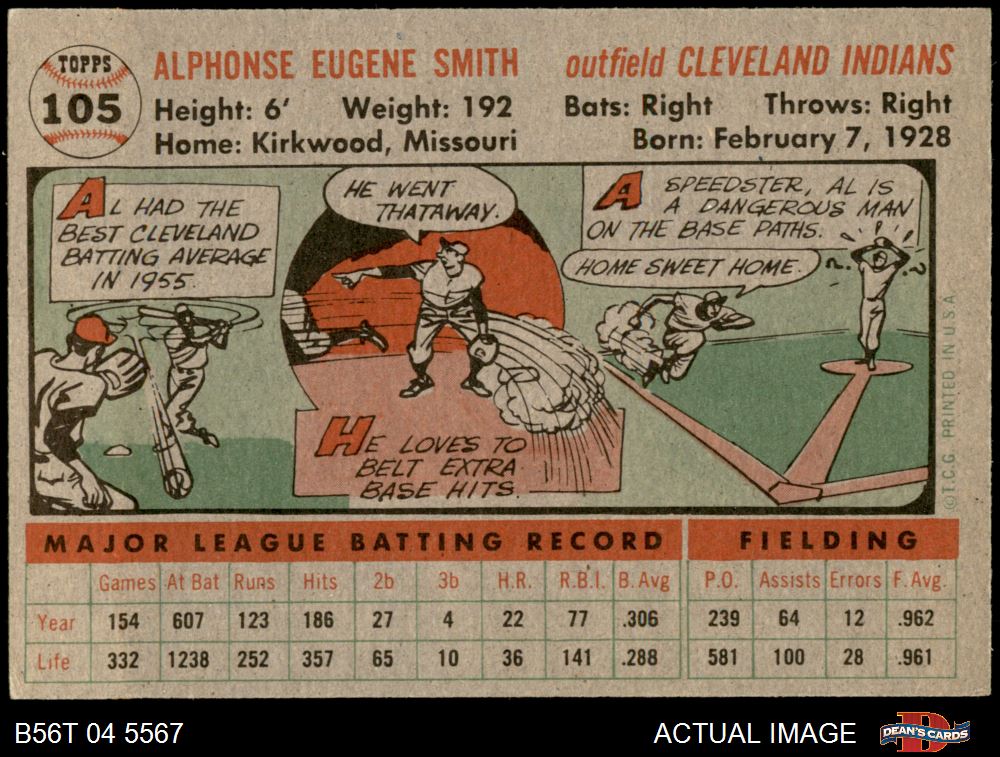 TOPPS
105
ALPHONSE EUGENE SMITH
outfield CLEVELAND INDIANS
Height: 6' Weight: 192 Bats: Right Throws: Right
Home: Kirkwood, Missouri Born: February 7, 1928
AL HAD THE
BEST CLEVELAND
BATTING AVERAGE
IN 1955.
HE WENT
THATAWAY.
HE LOVES TO
BELT EXTRA
BASE HITS.
A SPEEDSTER, AL IS
A DANGEROUS MAN
ON THE BASE PATHS.
HOME SWEET HOME.
?. .?
©T.C.G. PRINTED IN U.S.A.
MAJOR LEAGUE BATTING RECORD FIELDING
Games At Bat Runs Hits 2b 3b H.R. R.B.I. B. Avg P.O. Assists Errors F. Avg.
Year 154 607 123 186 27 4 22 77 .306 239 64 12 .962
Life 332 1238 252 357 65 10 36 141 .288 581 100 28 .961
B56T 04 5567
ACTUAL IMAGE
D
DEAN'S CARDS